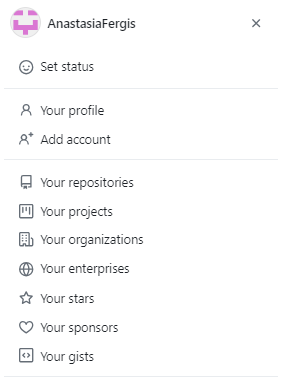 AnastasiaFergis
Set status
Your profile
Add account
Your repositories
Your projects
Your organizations
Your enterprises
Your stars
Your sponsors
Your gists